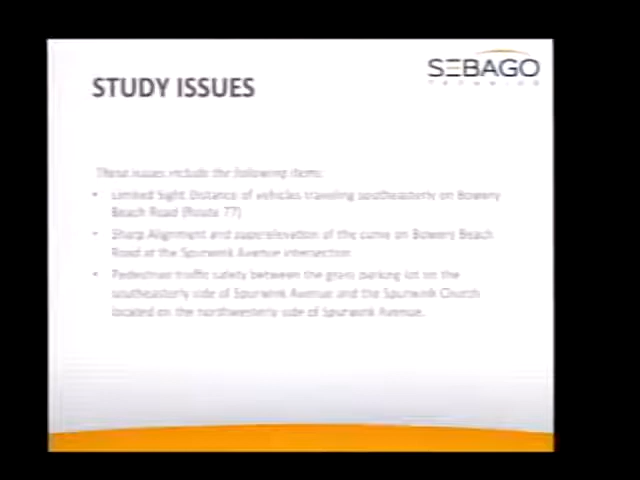 SEBAGO
TECHNICS
STUDY ISSUES
These issues include the following items:
• Limited Sight Distance of vehicles traveling southeasterly on Bowery
Beach Road (Route 77)
• Sharp Alignment and superelevation of the curve on Bowery Beach
Road at the Spurwink Avenue intersection
• Pedestrian traffic safety between the grass parking lot on the
southeasterly side of Spurwink Avenue and the Spurwink Church
located on the northwesterly side of Spurwink Avenue.